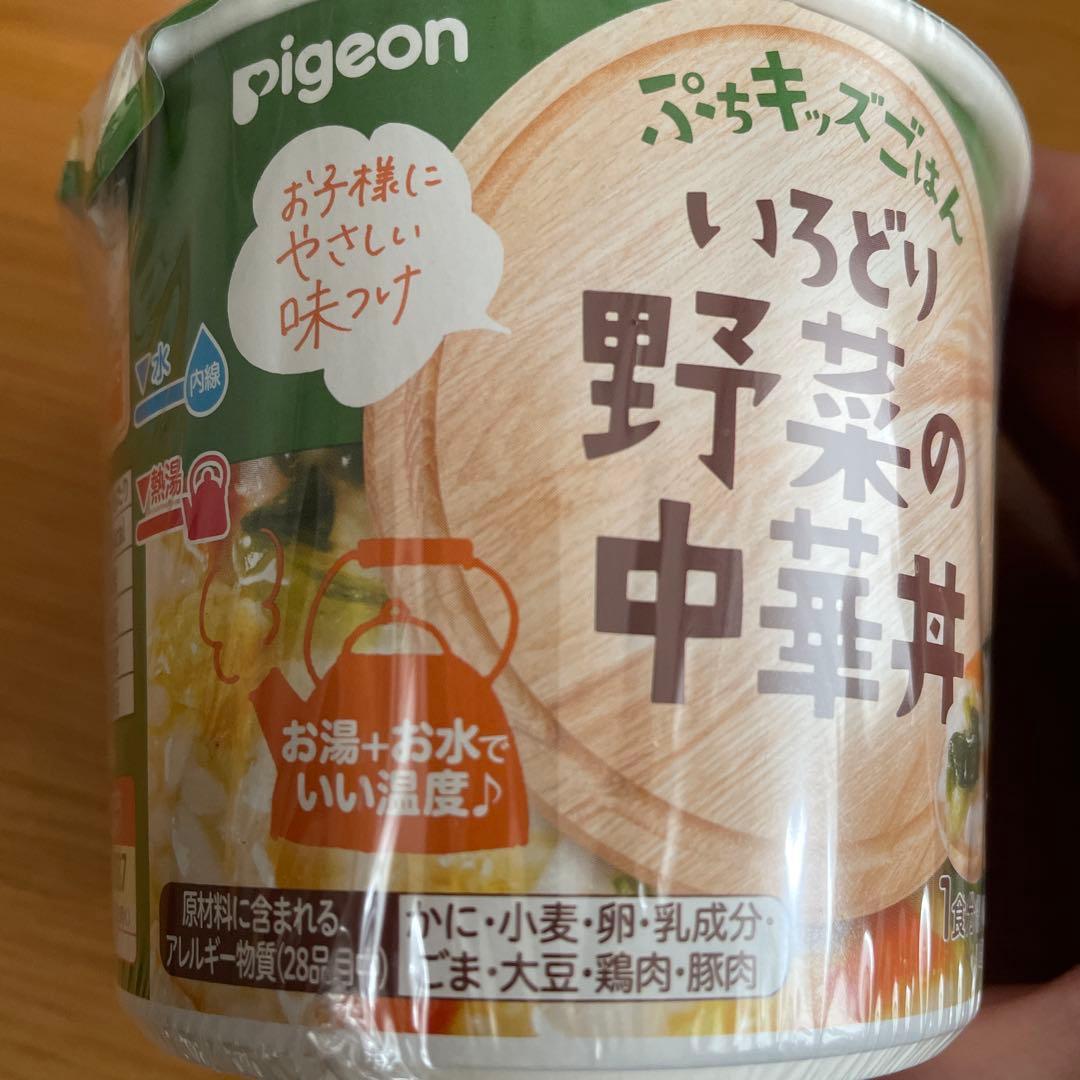 Pigeon
ぷちキッズごはん
いろどり
野菜の
中華丼
お子様に
やさしい
味つけ
水
内線
熱湯
お湯+お水で
いい温度♪
原材料に含まれる、
アレルギー物質(28品目中)
かに・小麦・卵・乳成分・
ごま・大豆・鶏肉・豚肉
1食